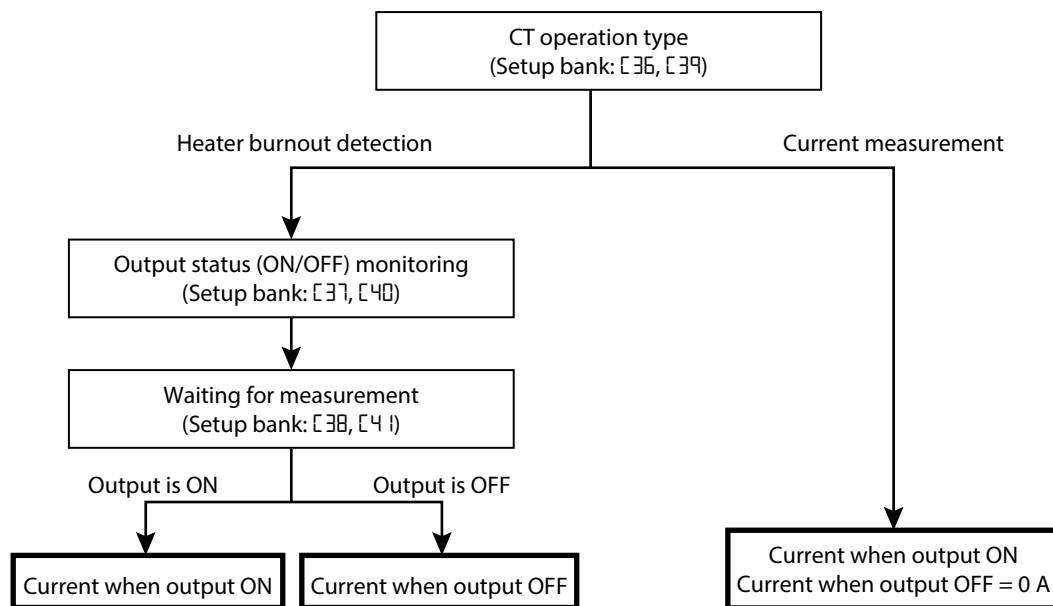 CT operation type
(Setup bank: C36, C39)
Heater burnout detection
Current measurement
Output status (ON/OFF) monitoring
(Setup bank: C37, C40)
Waiting for measurement
(Setup bank: C38, C41)
Output is ON
Output is OFF
Current when output ON
Current when output OFF
Current when output ON
Current when output OFF = 0 A